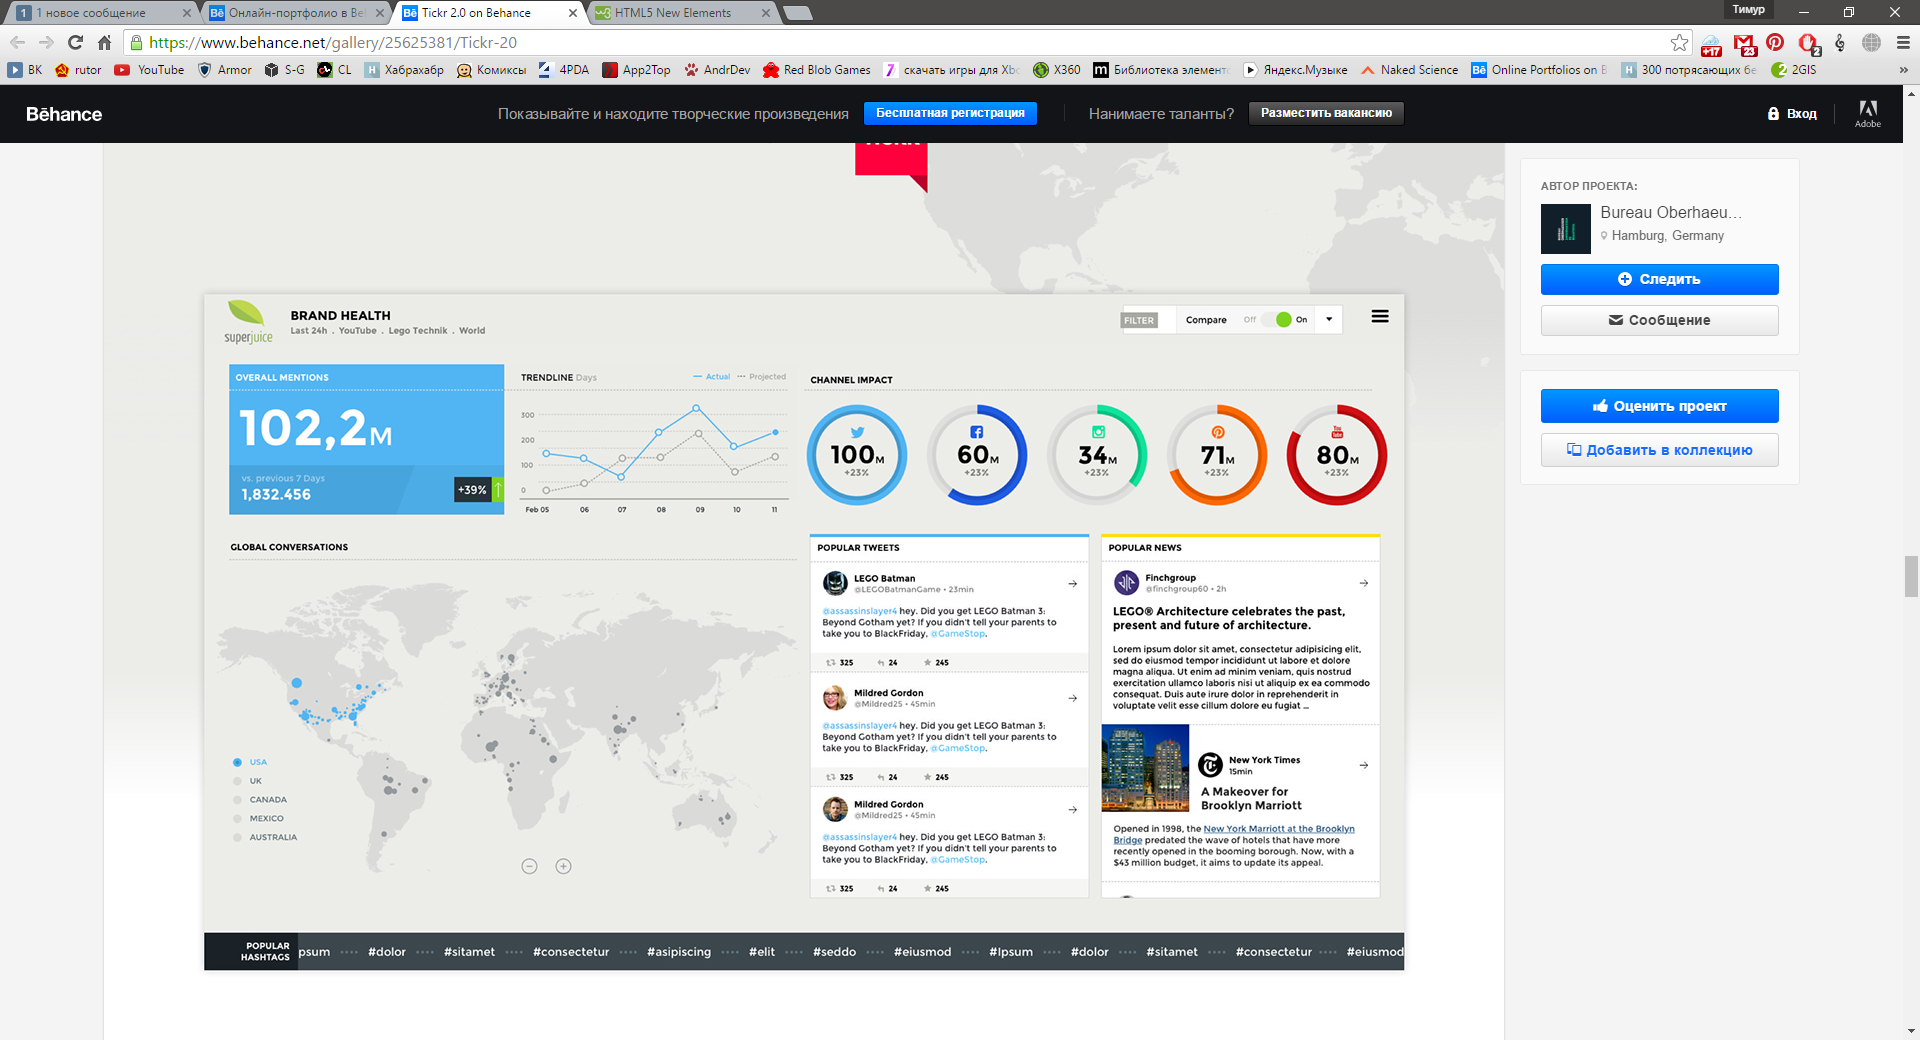 1 новое сообщение
Онлайн-портфолио в Be
Tickr 2.0 on Behance
HTML5 New Elements
Тимур
https://www.behance.net/gallery/25625381/Tickr-20
+17
23
2
ВК
rutor
YouTube
Armor
S-G
CL
Хабрахабр
Комиксы
4PDA
App2Top
AndrDev
Red Blob Games
скачать игры для Xbo
X360
Библиотека элементо
Яндекс.Музыке
Naked Science
Online Portfolios on B
300 потрясающих бе
2GIS
»
Bēhance
Показывайте и находите творческие произведения
Бесплатная регистрация
Нанимаете таланты?
Разместить вакансию
Вход
Adobe
АВТОР ПРОЕКТА:
Bureau Oberhaeu...
Hamburg, Germany
Следить
Сообщение
Оценить проект
Добавить в коллекцию
superjuice
BRAND HEALTH
Last 24h . YouTube . Lego Technik . World
FILTER
Compare
Off
On
OVERALL MENTIONS
102,2M
vs. previous 7 Days
1,832.456
+39%
TRENDLINE Days
Actual
Projected
300
200
100
0
Feb 05 06 07 08 09 10 11
CHANNEL IMPACT
100M
+23%
60M
+23%
34M
+23%
71M
+23%
You Tube
80M
+23%
GLOBAL CONVERSATIONS
USA
UK
CANADA
MEXICO
AUSTRALIA
POPULAR TWEETS
LEGO Batman
@LEGOBatmanGame • 23min
@assassinslayer4 hey. Did you get LEGO Batman 3:
Beyond Gotham yet? If you didn't tell your parents to
take you to BlackFriday, @GameStop.
325 24 245
Mildred Gordon
@Mildred25 • 45min
@assassinslayer4 hey. Did you get LEGO Batman 3:
Beyond Gotham yet? If you didn't tell your parents to
take you to BlackFriday, @GameStop.
325 24 245
Mildred Gordon
@Mildred25 • 45min
@assassinslayer4 hey. Did you get LEGO Batman 3:
Beyond Gotham yet? If you didn't tell your parents to
take you to BlackFriday, @GameStop.
325 24 245
POPULAR NEWS
Finchgroup
@finchgroup60 • 2h
LEGO® Architecture celebrates the past,
present and future of architecture.
Lorem ipsum dolor sit amet, consectetur adipisicing elit,
sed do eiusmod tempor incididunt ut labore et dolore
magna aliqua. Ut enim ad minim veniam, quis nostrud
exercitation ullamco laboris nisi ut aliquip ex ea commodo
consequat. Duis aute irure dolor in reprehenderit in
voluptate velit esse cillum dolore eu fugiat ...
New York Times
15min
A Makeover for
Brooklyn Marriott
Opened in 1998, the New York Marriott at the Brooklyn
Bridge predated the wave of hotels that have more
recently opened in the booming borough. Now, with a
$43 million budget, it aims to update its appeal.
POPULAR
HASHTAGS
psum #dolor #sitamet #consectetur #asipiscing #elit #seddo #eiusmod #Ipsum #dolor #sitamet #consectetur #eiusmod